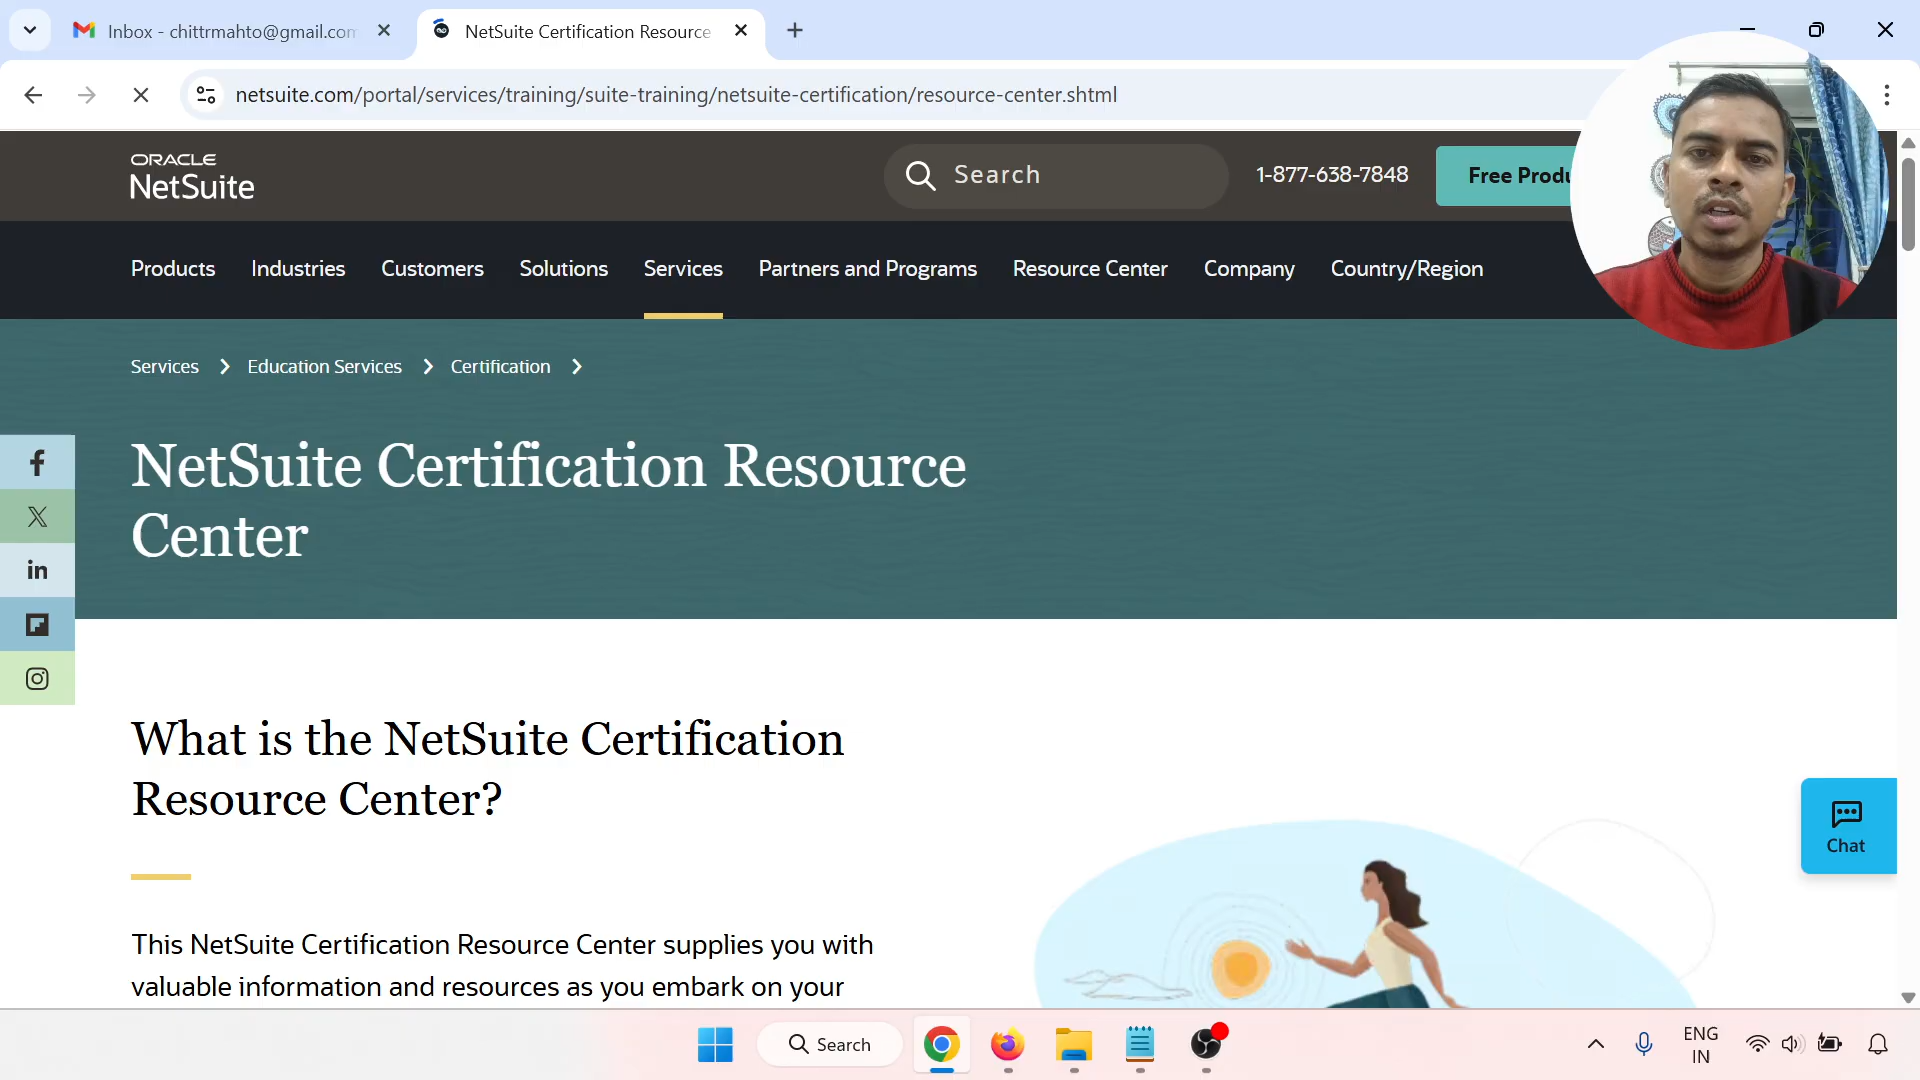 Inbox - chittrmahto@gmail.com
NetSuite Certification Resource
netsuite.com/portal/services/training/suite-training/netsuite-certification/resource-center.shtml
ORACLE
NetSuite
Search
1-877-638-7848
Free Produ
Products
Industries
Customers
Solutions
Services
Partners and Programs
Resource Center
Company
Country/Region
Services
Education Services
Certification
NetSuite Certification Resource
Center
What is the NetSuite Certification
Resource Center?
Chat
This NetSuite Certification Resource Center supplies you with
valuable information and resources as you embark on your
Search
ENG
IN